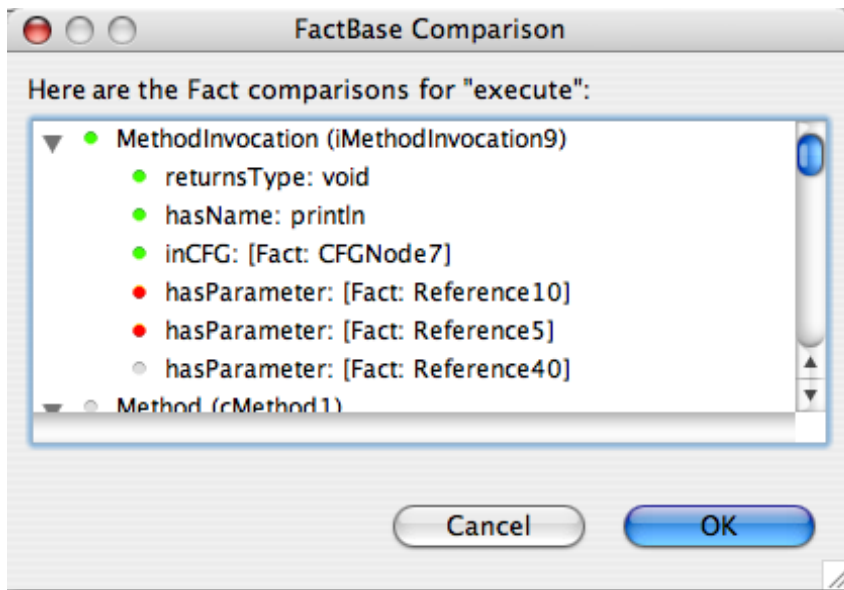 FactBase Comparison
Here are the Fact comparisons for "execute":
MethodInvocation (iMethodInvocation9)
returnsType: void
hasName: println
inCFG: [Fact: CFGNode7]
hasParameter: [Fact: Reference10]
hasParameter: [Fact: Reference5]
hasParameter: [Fact: Reference40]
Method (cMethod1)
Cancel
OK